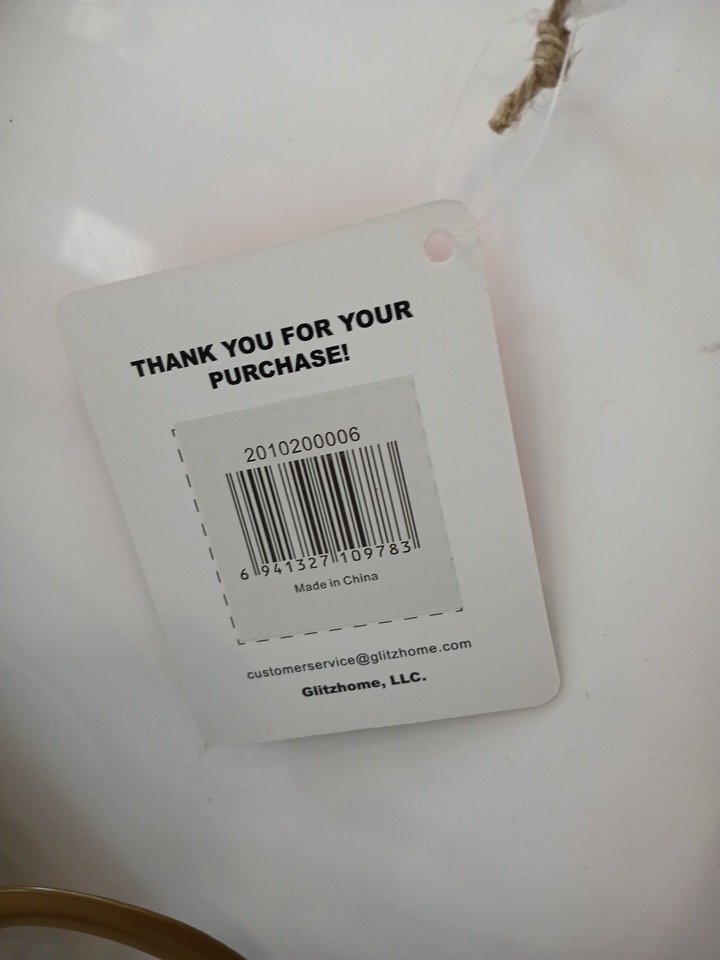 THANK YOU FOR YOUR
PURCHASE!
2010200006
6 941327 109783
Made in China
customerservice@glitzhome.com
Glitzhome, LLC.